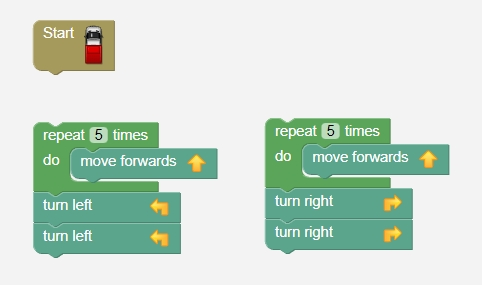 Start
repeat 5 times
do move forwards
turn left
turn left
repeat 5 times
do move forwards
turn right
turn right